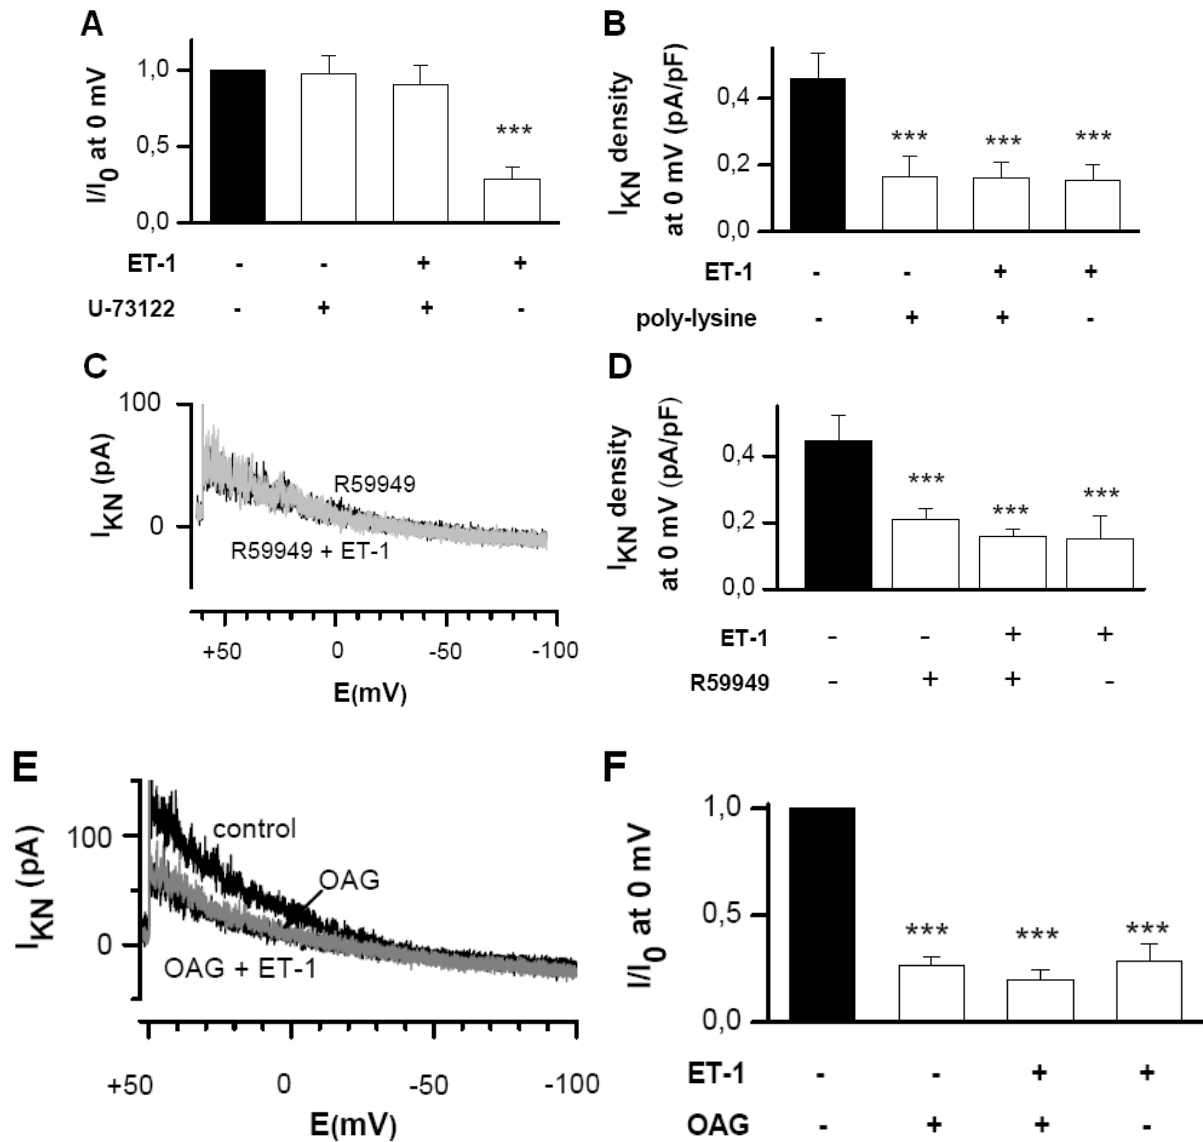 A
I/I0 at 0 mV
1,0
0,5
0,0
***
ET-1 - - + +
U-73122 - + + -
B
IKN density
at 0 mV (pA/pF)
0,4
0,2
0,0
*** *** ***
ET-1 - - + +
poly-lysine - + + -
C
IKN (pA)
100
0
R59949
R59949 + ET-1
+50 0 -50 -100
E(mV)
D
IKN density
at 0 mV (pA/pF)
0,4
0,2
0,0
*** *** ***
ET-1 - - + +
R59949 - + + -
E
IKN (pA)
100
0
control
OAG
OAG + ET-1
+50 0 -50 -100
E(mV)
F
I/I0 at 0 mV
1,0
0,5
0,0
*** *** ***
ET-1 - - + +
OAG - + + -